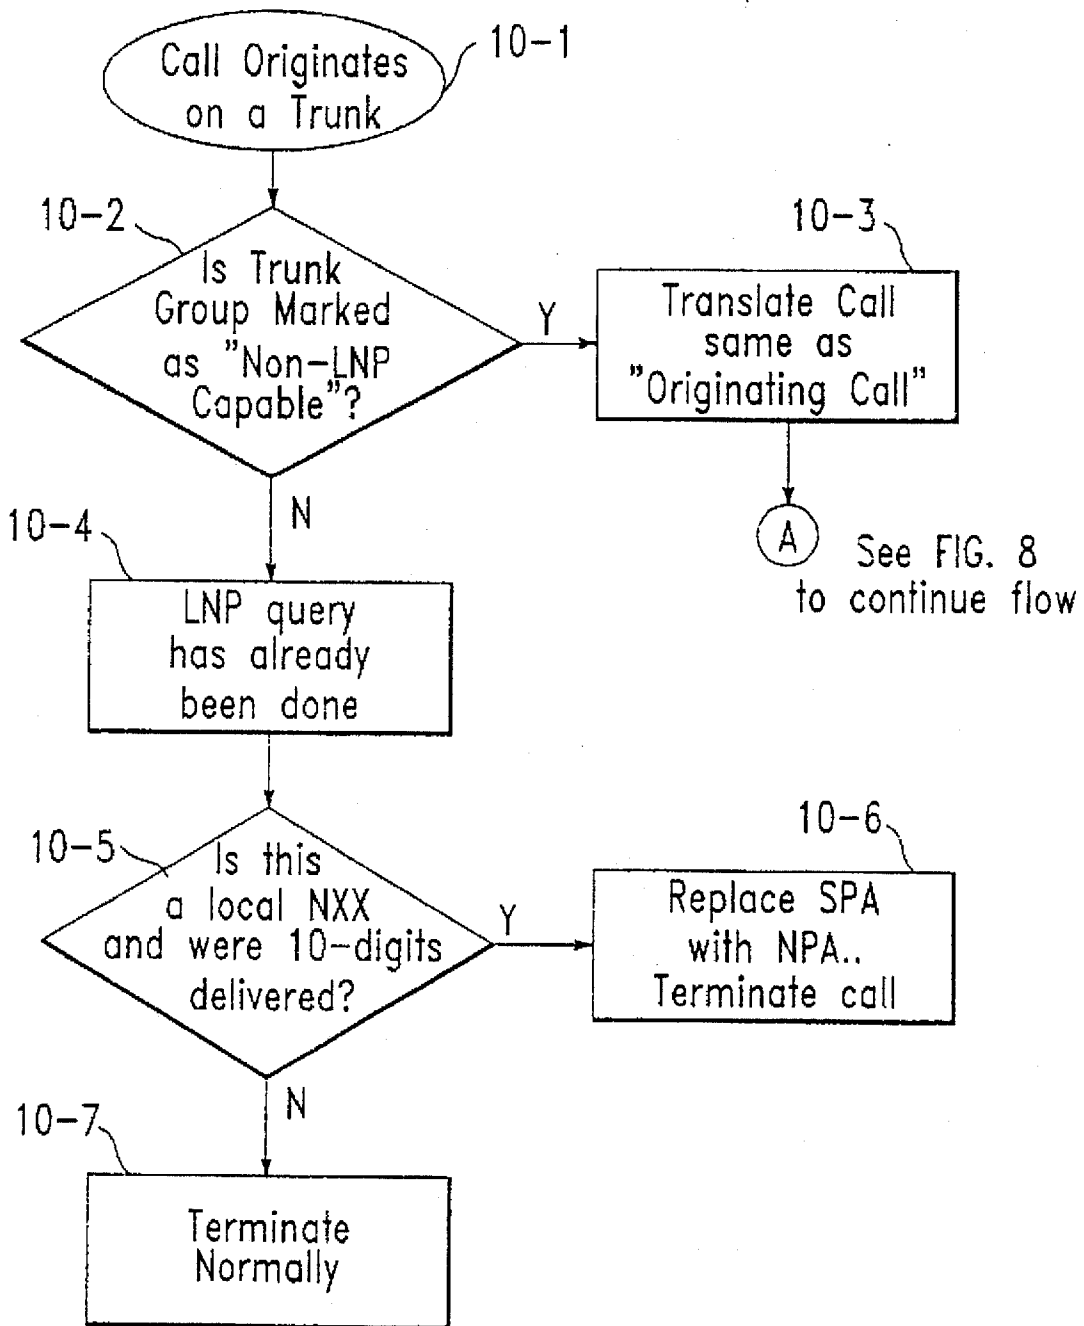 10-1
Call Originates
on a Trunk
10-2
Is Trunk
Group Marked
as "Non-LNP
Capable"?
Y
10-3
Translate Call
same as
"Originating Call"
A
See FIG. 8
to continue flow
N
10-4
LNP query
has already
been done
10-5
Is this
a local NXX
and were 10-digits
delivered?
Y
10-6
Replace SPA
with NPA..
Terminate call
N
10-7
Terminate
Normally